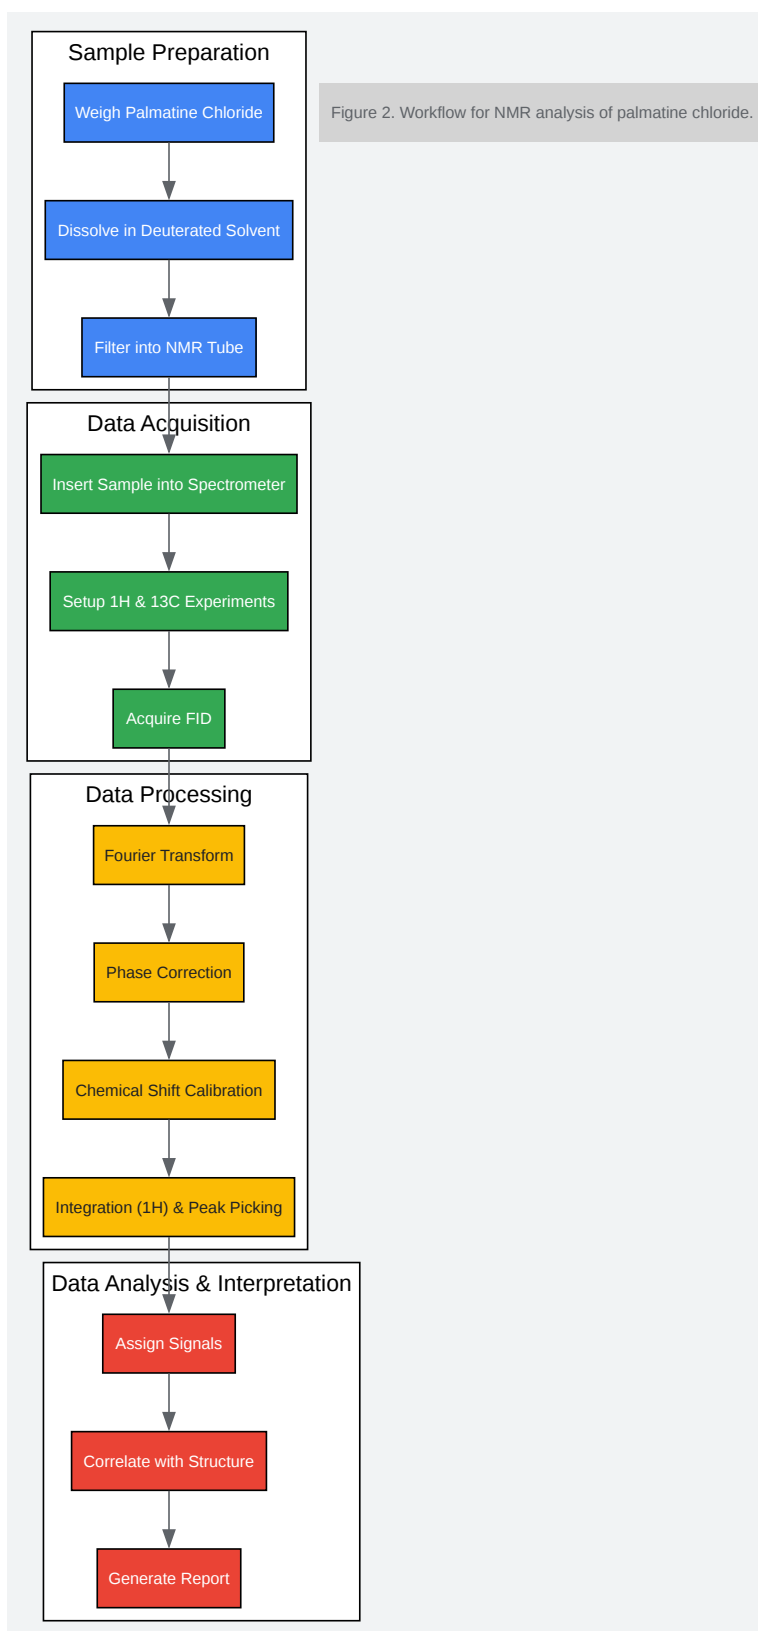 Sample Preparation
Weigh Palmatine Chloride
Figure 2. Workflow for NMR analysis of palmatine chloride.
Dissolve in Deuterated Solvent
Filter into NMR Tube
Data Acquisition
Insert Sample into Spectrometer
Setup 1H & 13C Experiments
Acquire FID
Data Processing
Fourier Transform
Phase Correction
Chemical Shift Calibration
Integration (1H) & Peak Picking
Data Analysis & Interpretation
Assign Signals
Correlate with Structure
Generate Report